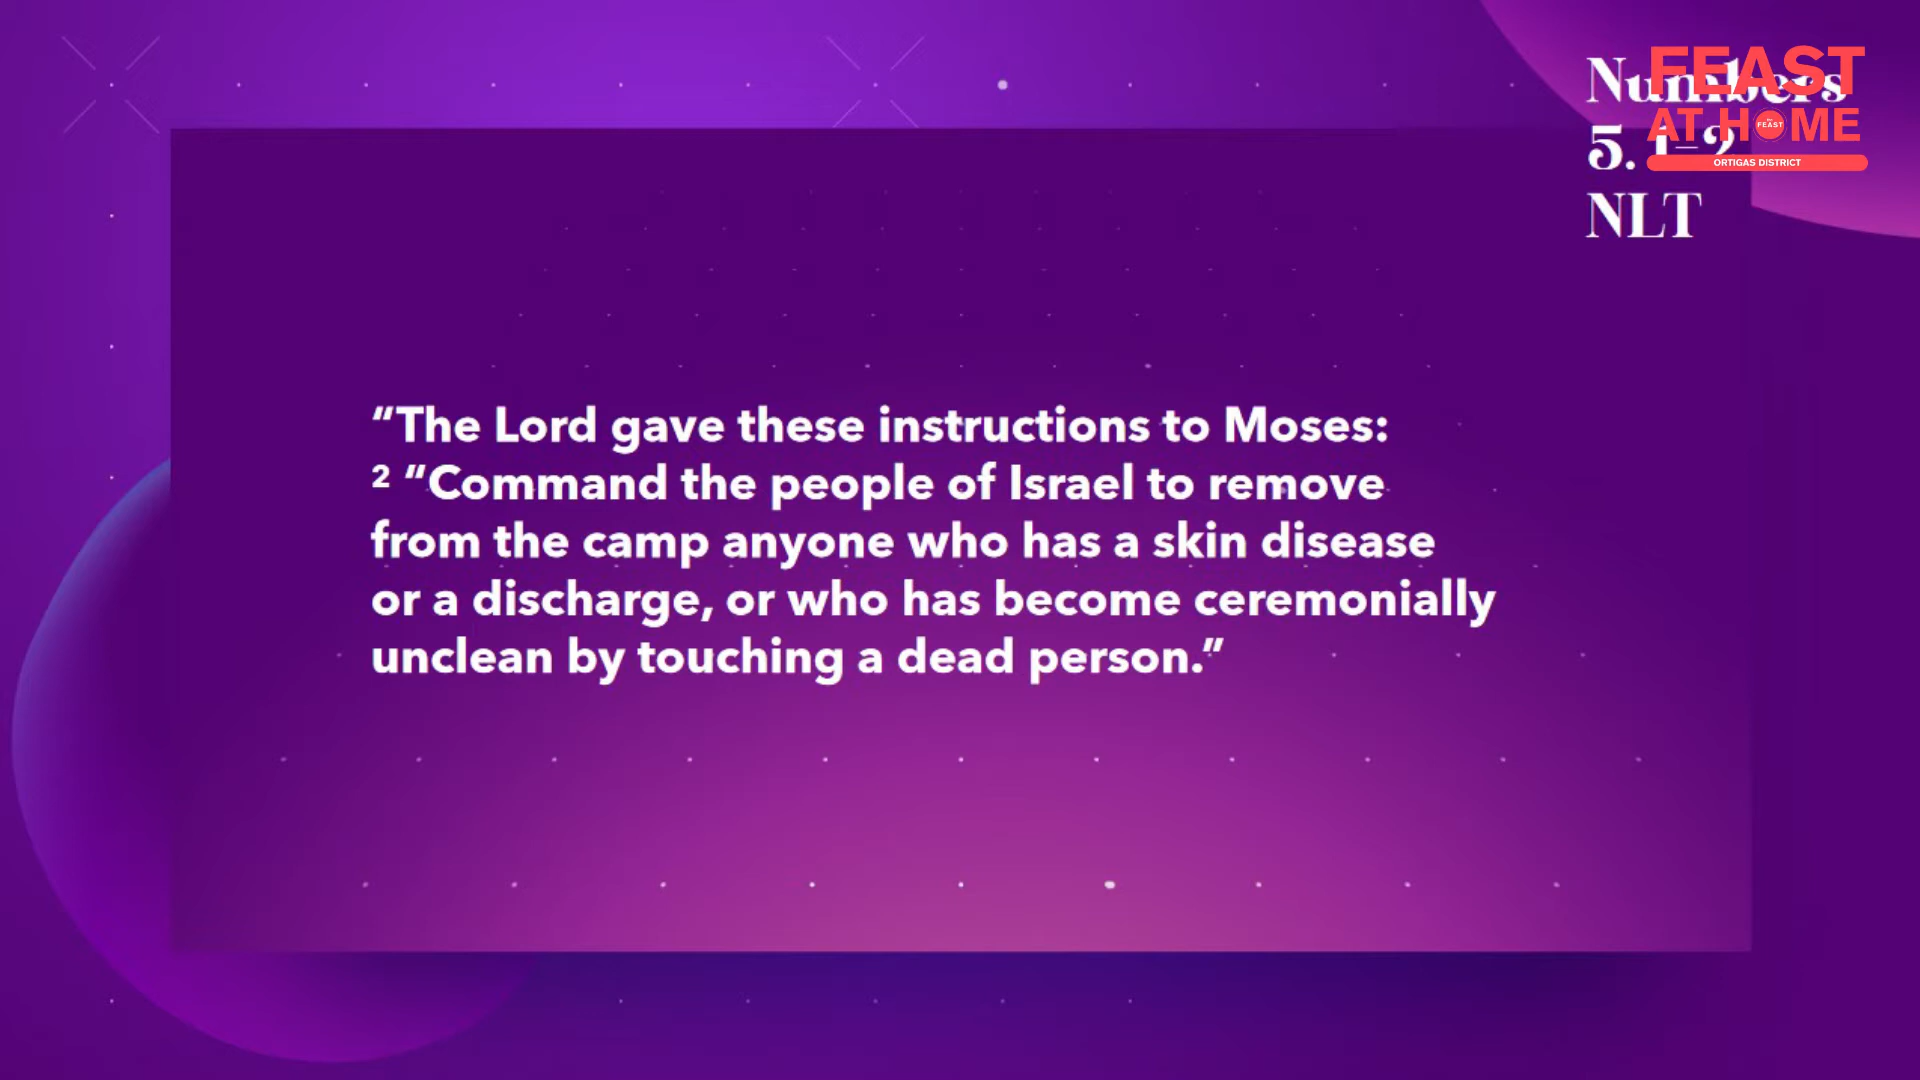 Numbers
5. 1-2
NLT
FEAST
AT HOME
THE FEAST
ORTIGAS DISTRICT
“The Lord gave these instructions to Moses:
² “Command the people of Israel to remove
from the camp anyone who has a skin disease
or a discharge, or who has become ceremonially
unclean by touching a dead person.”